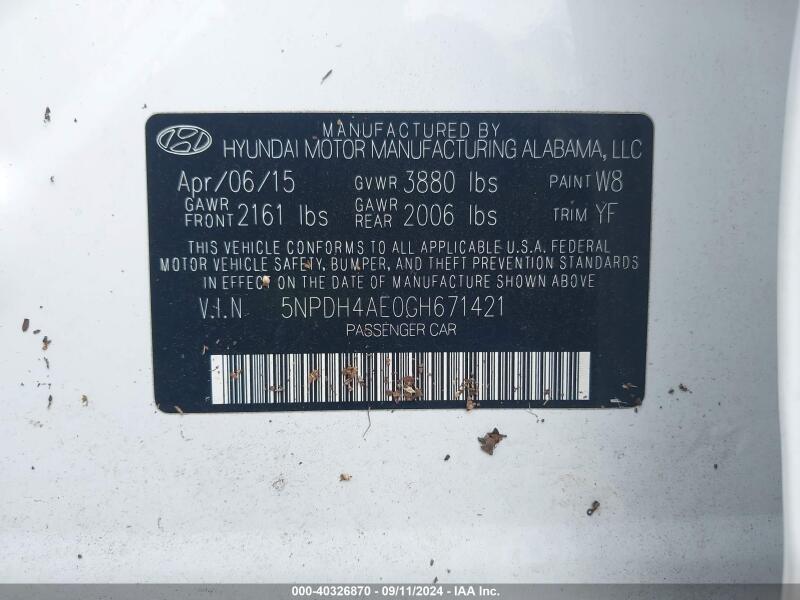 MANUFACTURED BY
HYUNDAI MOTOR MANUFACTURING ALABAMA, LLC
Apr/06/15 GVWR 3880 lbs PAINT W8
GAWR FRONT 2161 lbs GAWR REAR 2006 lbs TRIM YF
THIS VEHICLE CONFORMS TO ALL APPLICABLE U.S.A. FEDERAL
MOTOR VEHICLE SAFETY, BUMPER, AND THEFT PREVENTION STANDARDS
IN EFFECT ON THE DATE OF MANUFACTURE SHOWN ABOVE
V.I.N 5NPDH4AE0GH671421
PASSENGER CAR
000-40326870 - 09/11/2024 - IAA Inc.